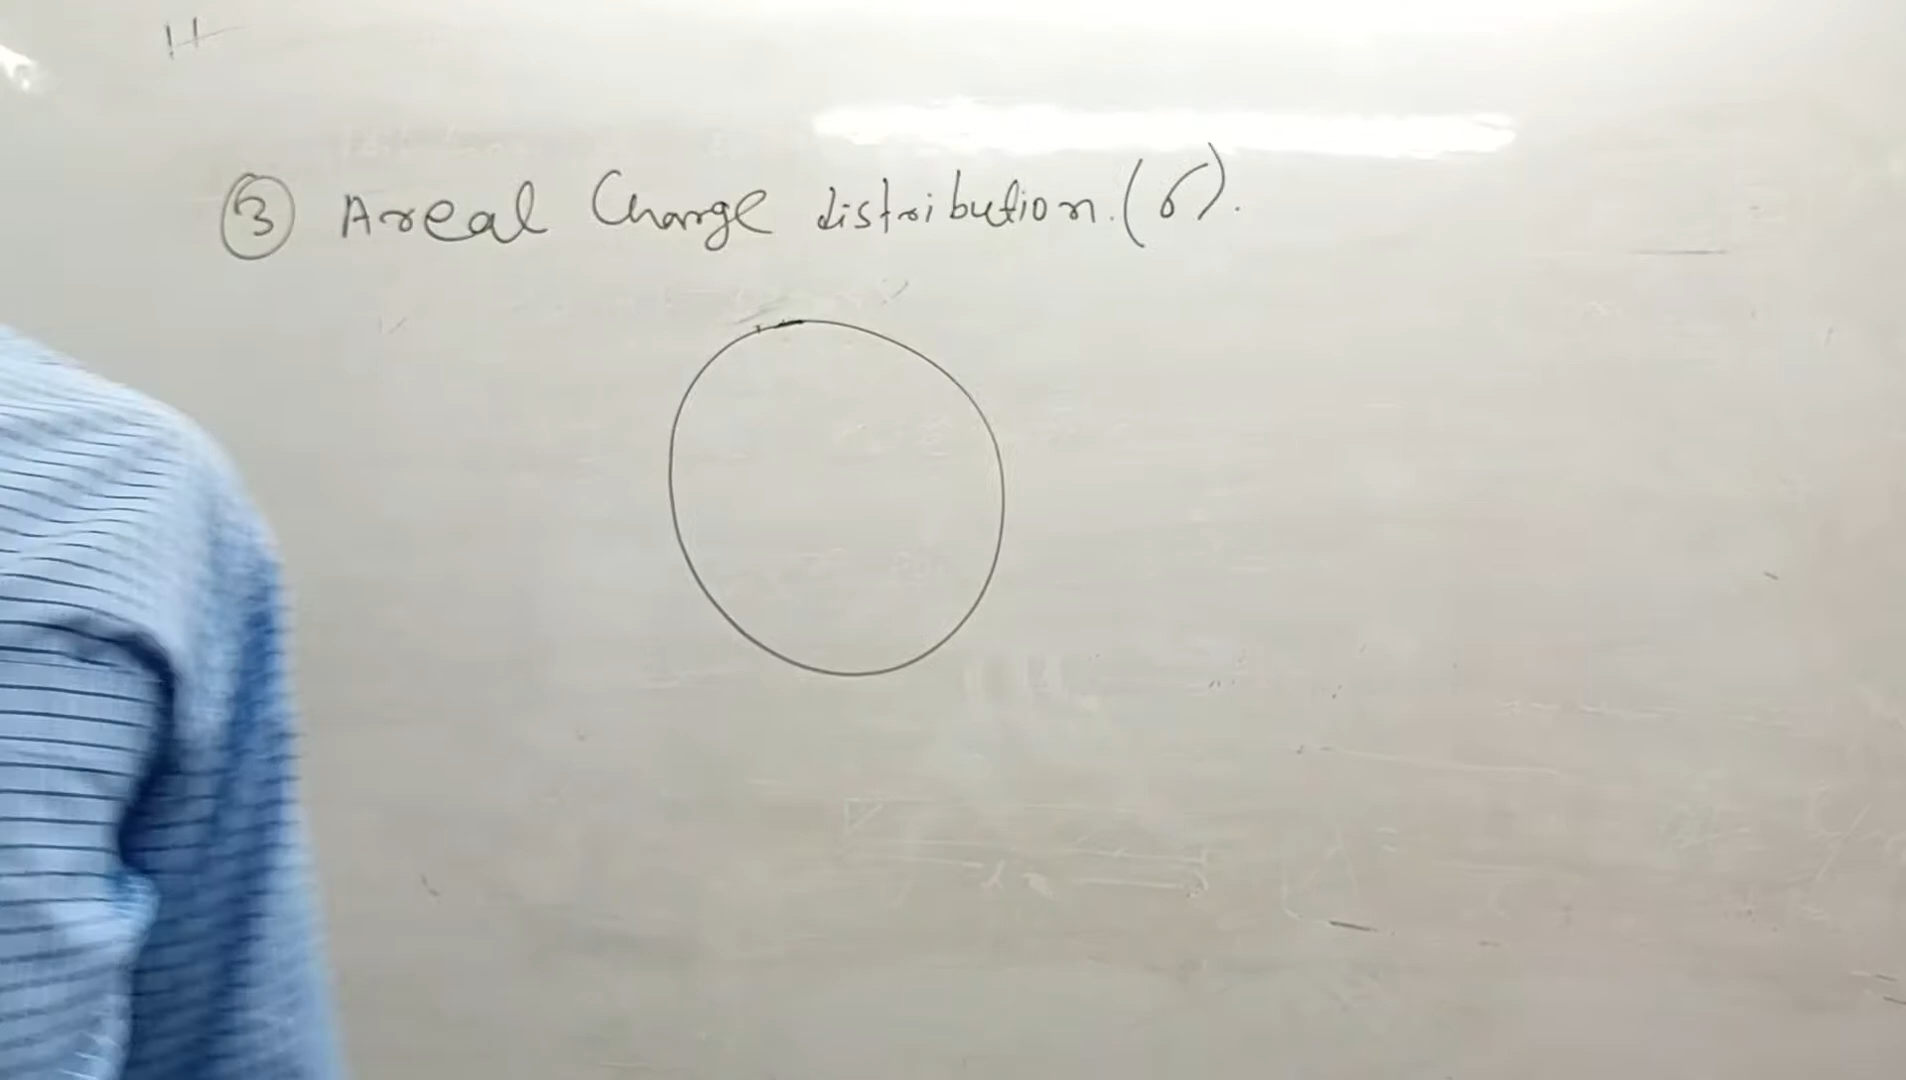 ③ Areal Charge distribution. (σ).